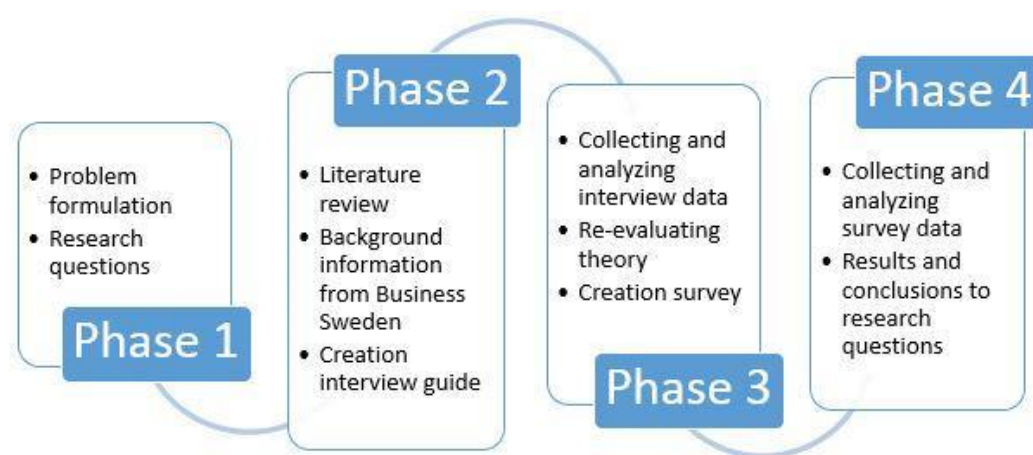 • Problem
formulation
• Research
questions
Phase 1
Phase 2
• Literature
review
• Background
information
from Business
Sweden
• Creation
interview guide
• Collecting and
analyzing
interview data
• Re-evaluating
theory
• Creation survey
Phase 3
Phase 4
• Collecting and
analyzing
survey data
• Results and
conclusions to
research
questions